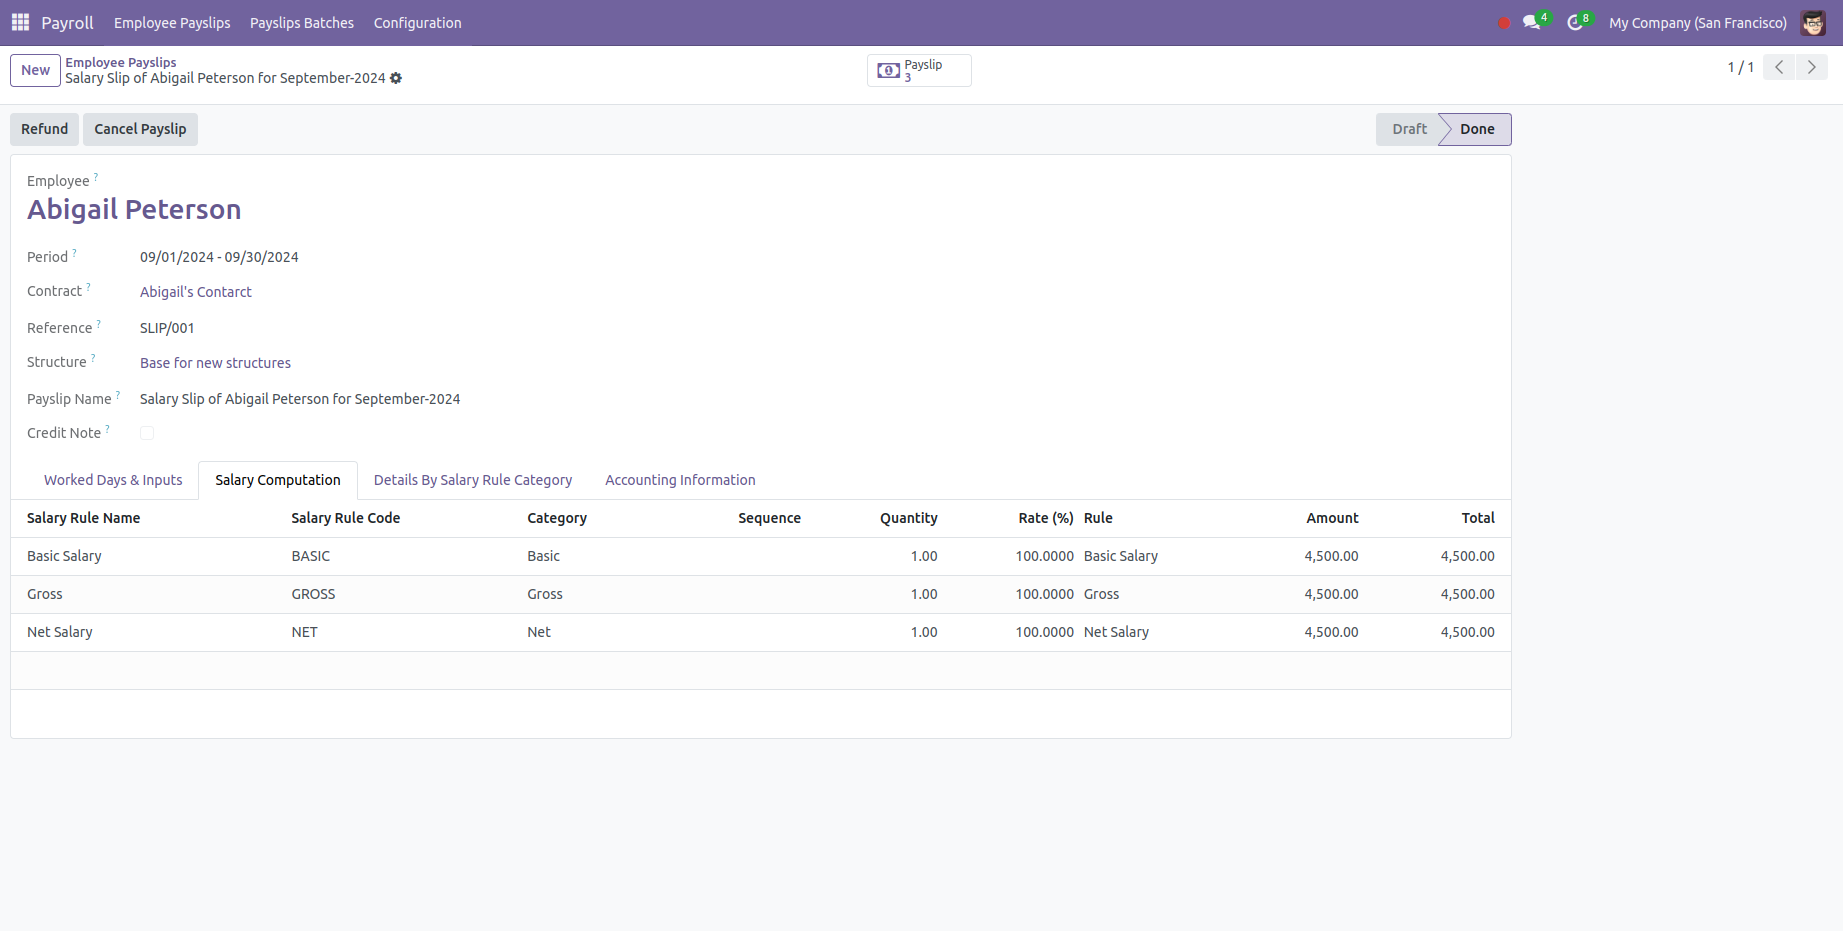 Payroll Employee Payslips Payslips Batches Configuration 4 8 My Company (San Francisco)
New Employee Payslips
Salary Slip of Abigail Peterson for September-2024
Payslip
3
1 / 1
Refund Cancel Payslip Draft Done
Employee ?
Abigail Peterson
Period ? 09/01/2024 - 09/30/2024
Contract ? Abigail's Contarct
Reference ? SLIP/001
Structure ? Base for new structures
Payslip Name ? Salary Slip of Abigail Peterson for September-2024
Credit Note ?
Worked Days & Inputs Salary Computation Details By Salary Rule Category Accounting Information
Salary Rule Name Salary Rule Code Category Sequence Quantity Rate (%) Rule Amount Total
Basic Salary BASIC Basic 1.00 100.0000 Basic Salary 4,500.00 4,500.00
Gross GROSS Gross 1.00 100.0000 Gross 4,500.00 4,500.00
Net Salary NET Net 1.00 100.0000 Net Salary 4,500.00 4,500.00